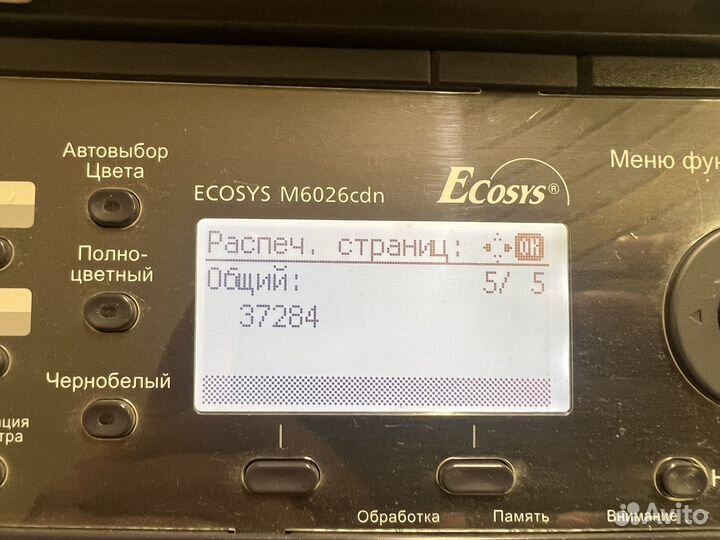 Автовыбор
Цвета
Меню
ECOSYS M6026cdn
ECOSYS®
Распеч. страниц: OK
Общий: 5/ 5
37284
Полно-
цветный
Чернобелый
Обработка
Память
Внимание
Avito